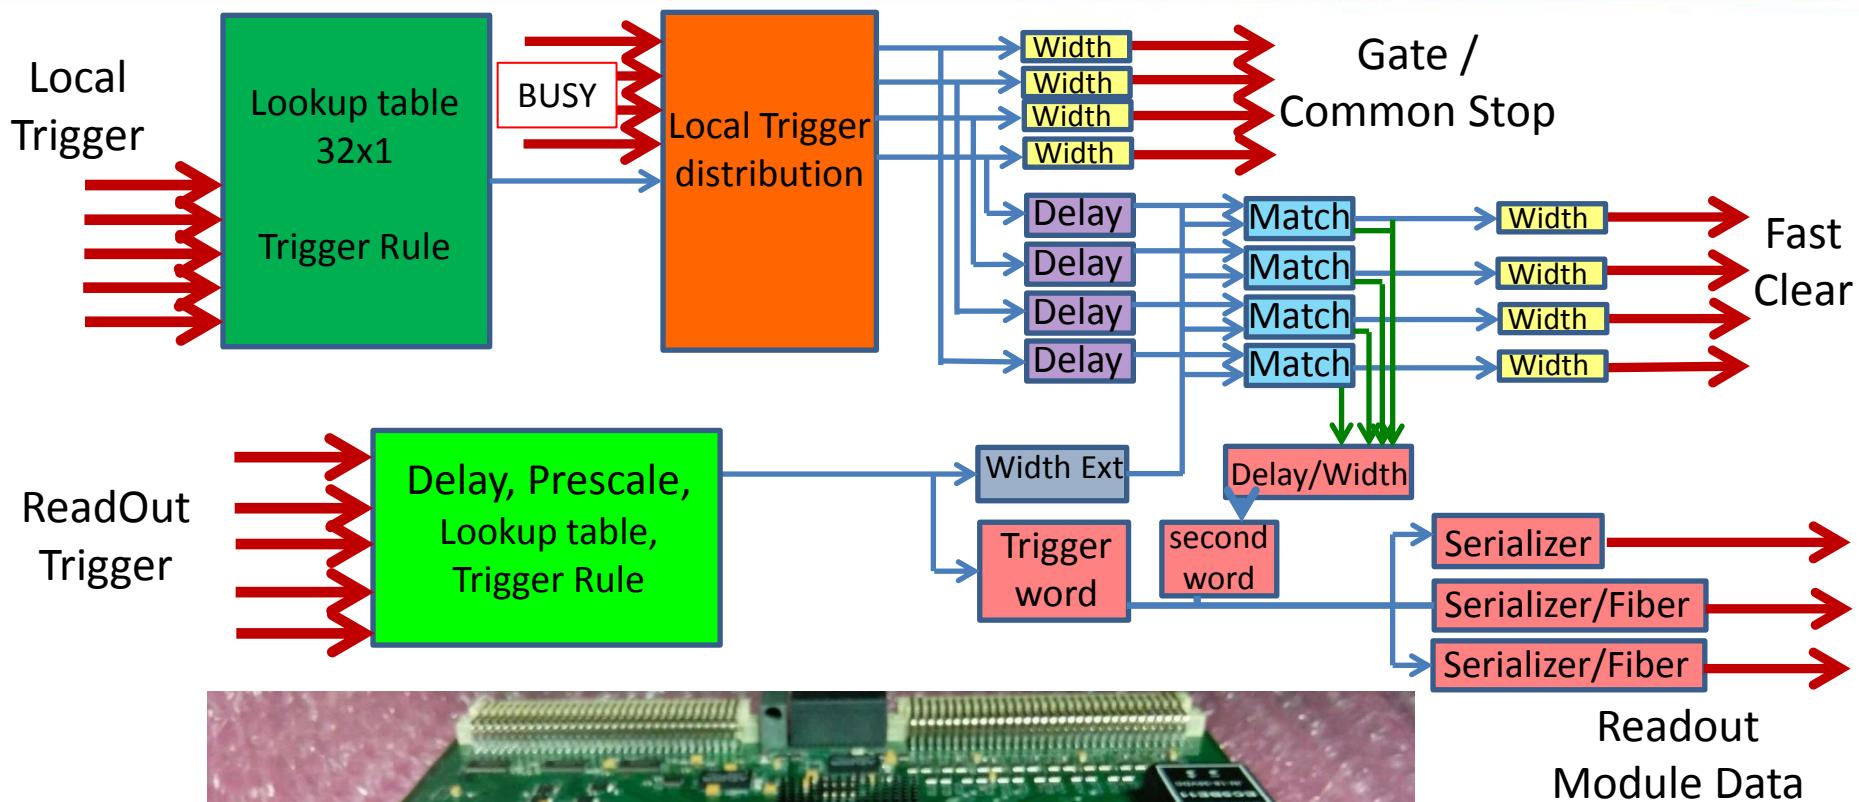 Local
Trigger
Lookup table
32x1
Trigger Rule
BUSY
Local Trigger
distribution
Width
Width
Width
Width
Gate /
Common Stop
Delay
Delay
Delay
Delay
Match
Match
Match
Match
Width
Width
Width
Width
Fast
Clear
ReadOut
Trigger
Delay, Prescale,
Lookup table,
Trigger Rule
Width Ext
Delay/Width
Trigger
word
second
word
Serializer
Serializer/Fiber
Serializer/Fiber
Readout
Module Data